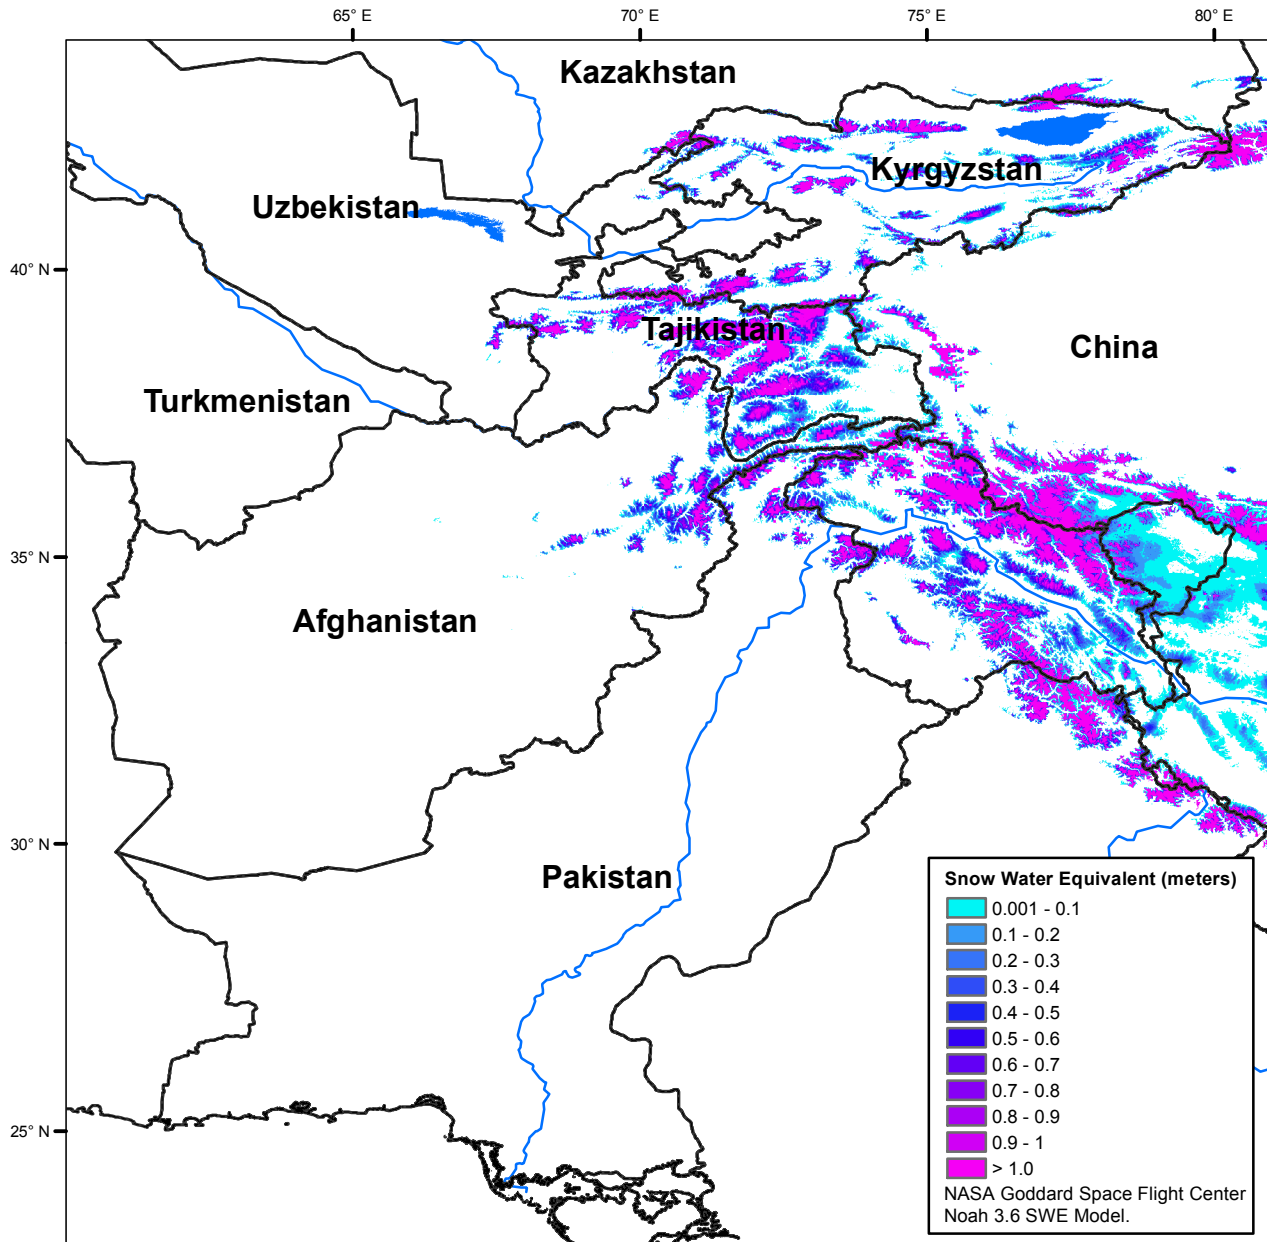 65° E
70° E
75° E
80° E
Kazakhstan
Kyrgyzstan
Uzbekistan
40° N
Tajikistan
China
Turkmenistan
35° N
Afghanistan
30° N
Pakistan
25° N
Snow Water Equivalent (meters)
0.001 - 0.1
0.1 - 0.2
0.2 - 0.3
0.3 - 0.4
0.4 - 0.5
0.5 - 0.6
0.6 - 0.7
0.7 - 0.8
0.8 - 0.9
0.9 - 1
> 1.0
NASA Goddard Space Flight Center
Noah 3.6 SWE Model.